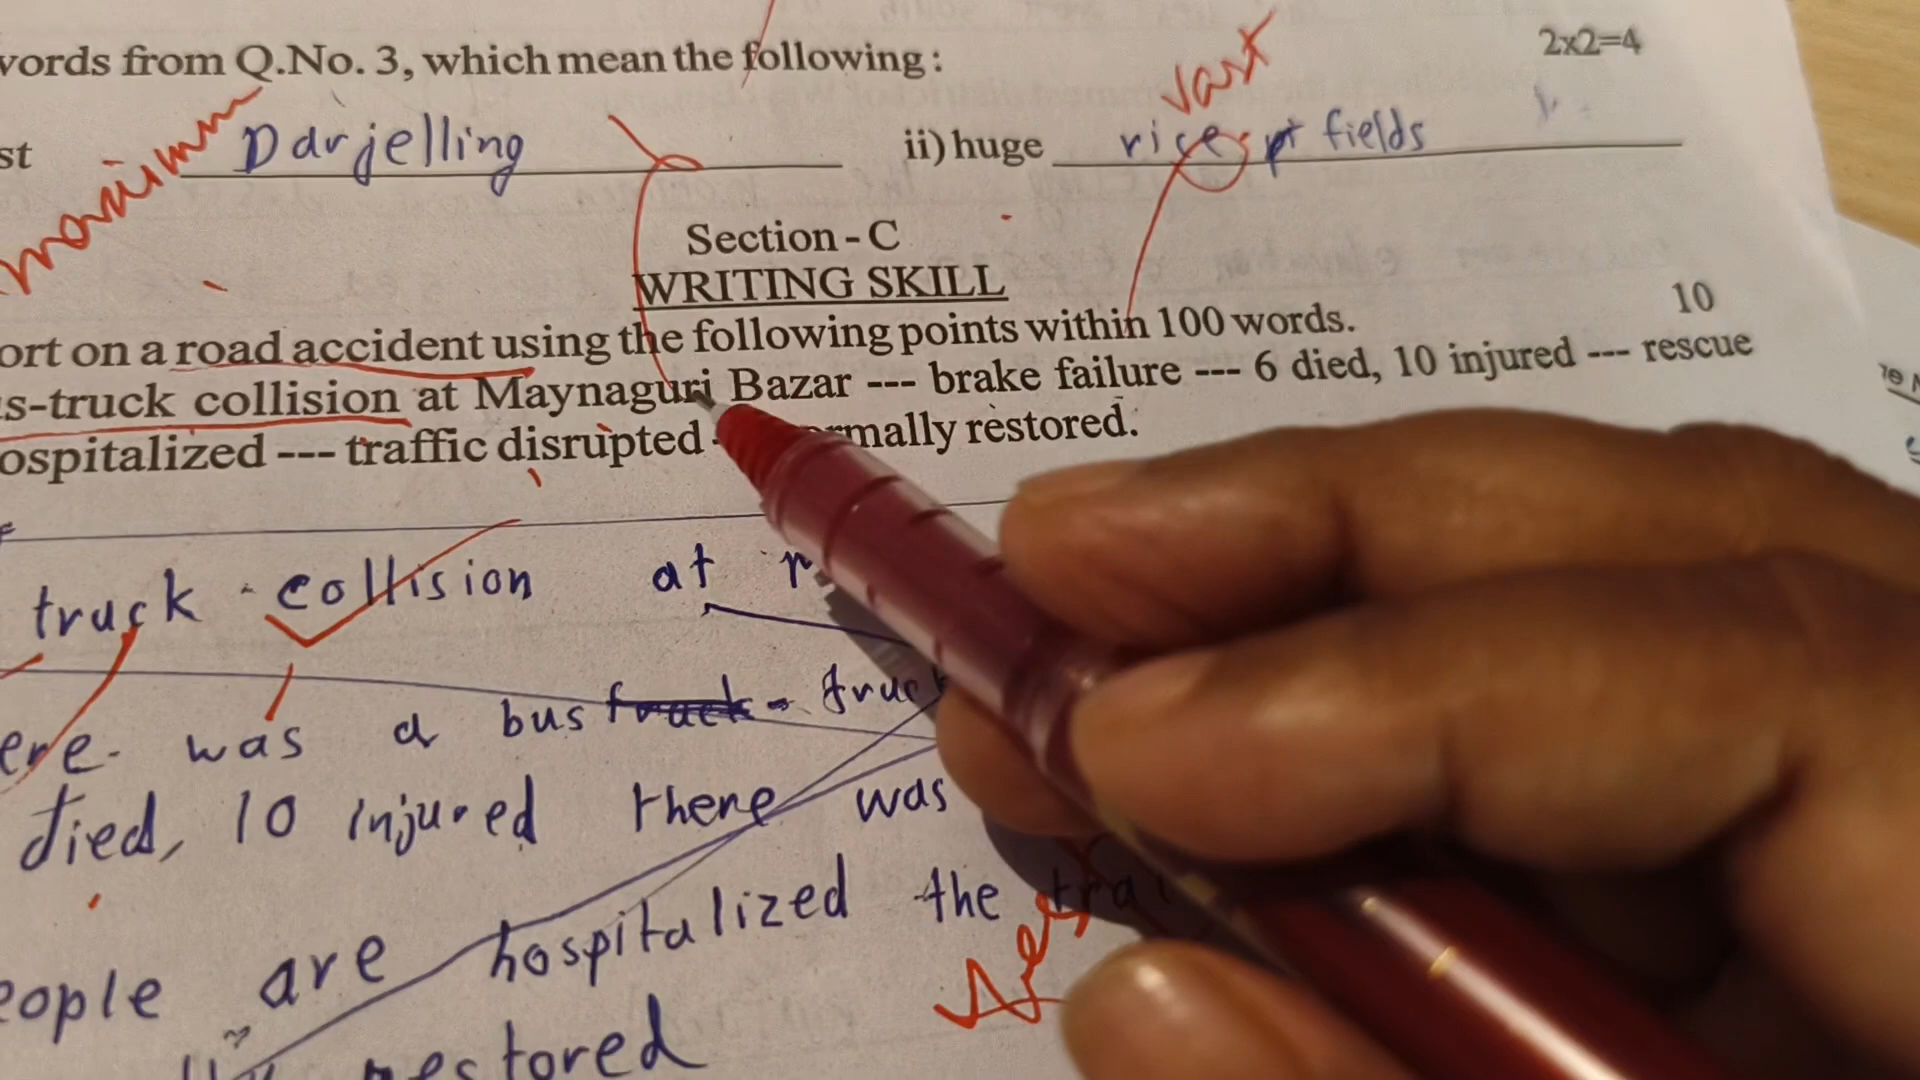 words from Q.No. 3, which mean the following : 2x2=4
vast
st Darjelling ii) huge rice fields
maximum
Section - C
WRITING SKILL
ort on a road accident using the following points within 100 words. 10
s-truck collision at Maynaguri Bazar --- brake failure --- 6 died, 10 injured --- rescue
ospitalized --- traffic disrupted rmally restored.
truck collision at
ere was a bus truck
died, 10 injured there was
eople are hospitalized the
restored